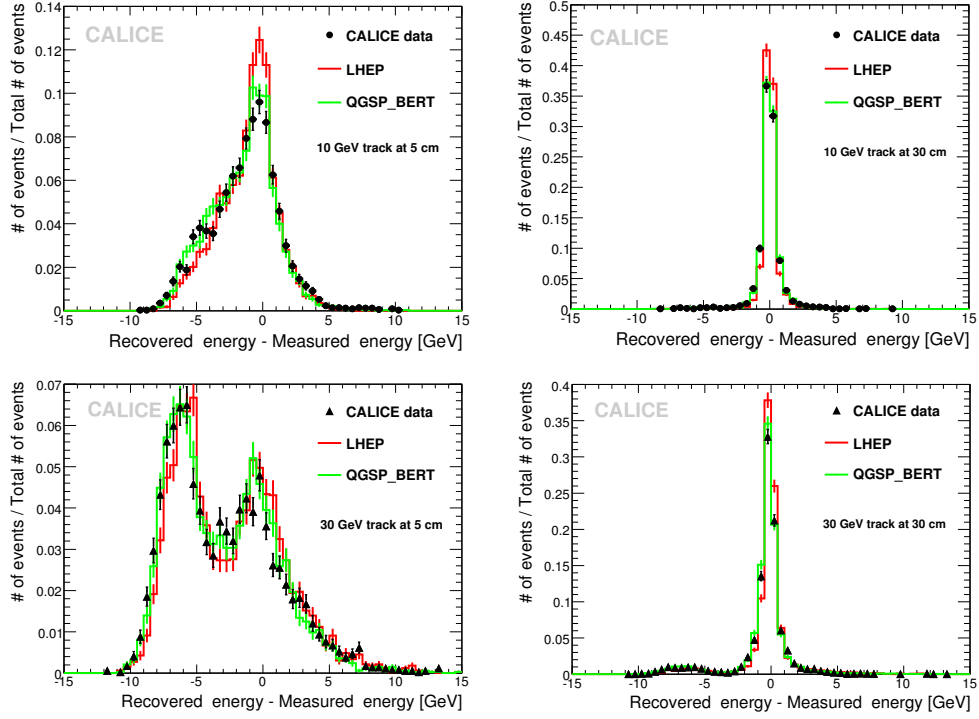 # of events / Total # of events
0.14
0.12
0.1
0.08
0.06
0.04
0.02
0
CALICE
CALICE data
LHEP
QGSP_BERT
10 GeV track at 5 cm
-15 -10 -5 0 5 10 15
Recovered energy - Measured energy [GeV]
# of events / Total # of events
0.5
0.45
0.4
0.35
0.3
0.25
0.2
0.15
0.1
0.05
0
CALICE
CALICE data
LHEP
QGSP_BERT
10 GeV track at 30 cm
-15 -10 -5 0 5 10 15
Recovered energy - Measured energy [GeV]
# of events / Total # of events
0.07
0.06
0.05
0.04
0.03
0.02
0.01
0
CALICE
CALICE data
LHEP
QGSP_BERT
30 GeV track at 5 cm
-15 -10 -5 0 5 10 15
Recovered energy - Measured energy [GeV]
# of events / Total # of events
0.4
0.35
0.3
0.25
0.2
0.15
0.1
0.05
0
CALICE
CALICE data
LHEP
QGSP_BERT
30 GeV track at 30 cm
-15 -10 -5 0 5 10 15
Recovered energy - Measured energy [GeV]